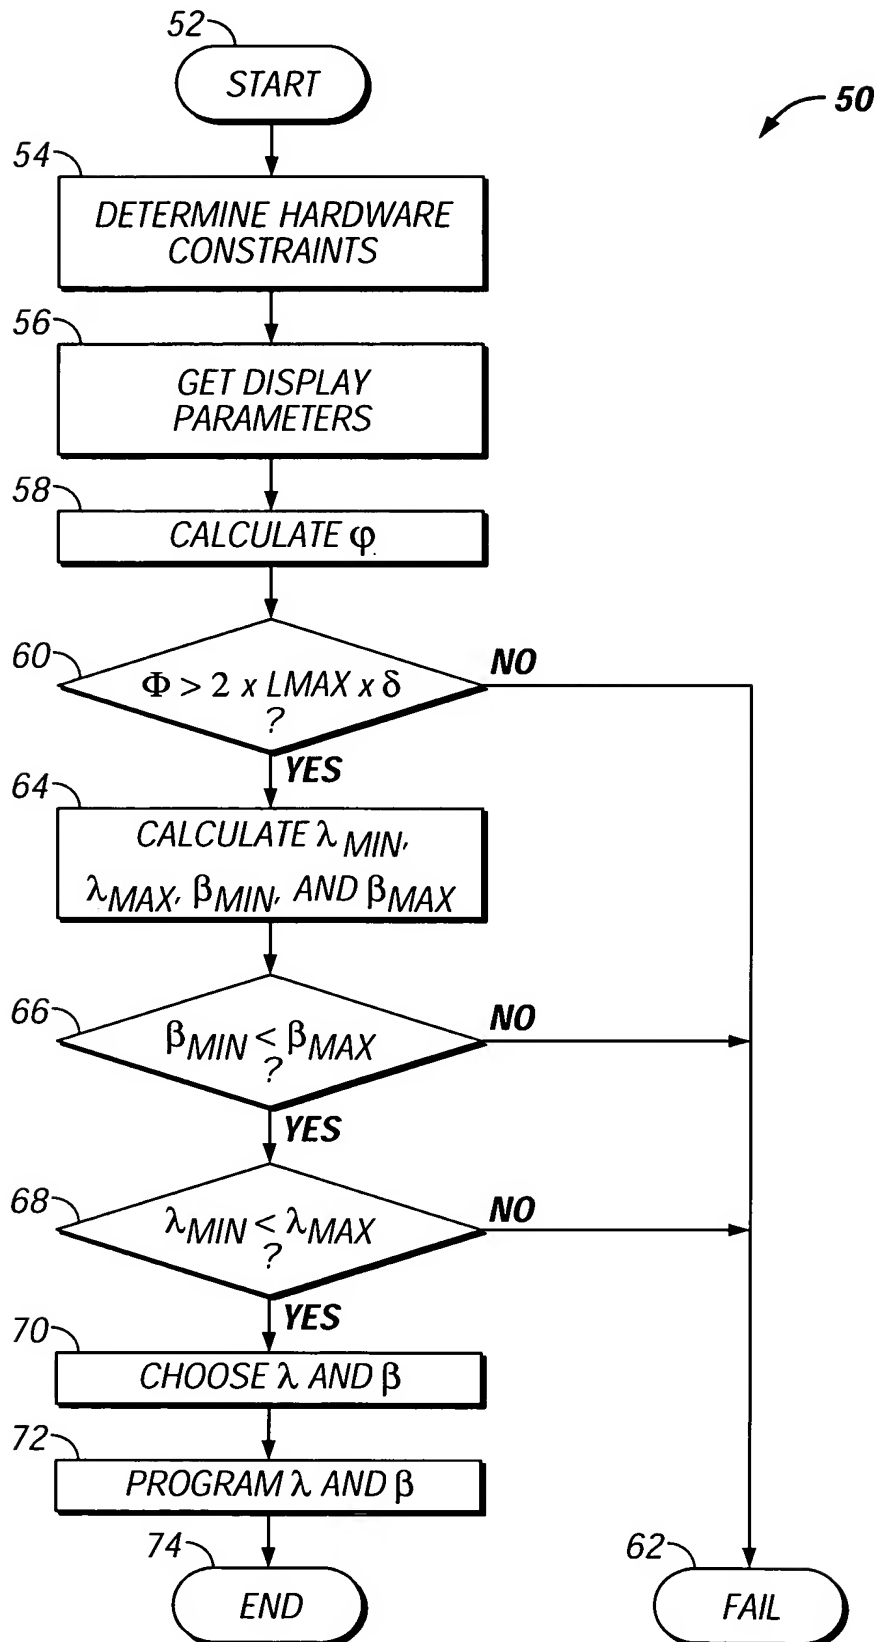 52
START
50
54
DETERMINE HARDWARE
CONSTRAINTS
56
GET DISPLAY
PARAMETERS
58
CALCULATE φ
60
Φ > 2 x LMAX x δ
?
NO
YES
64
CALCULATE λ MIN,
λMAX, βMIN, AND βMAX
66
βMIN < βMAX
?
NO
YES
68
λMIN < λMAX
?
NO
YES
70
CHOOSE λ AND β
72
PROGRAM λ AND β
74
END
62
FAIL